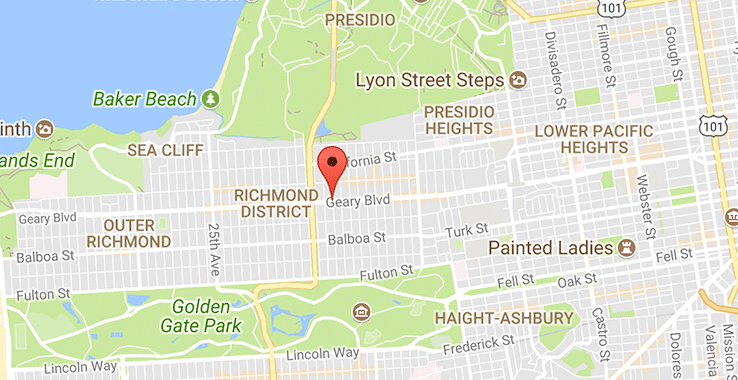 PRESIDIO
101
Divisadero St
Fillmore St
Gough St
Lyon Street Steps
Baker Beach
PRESIDIO
HEIGHTS
101
inth
LOWER PACIFIC
HEIGHTS
SEA CLIFF
ands End
fornia St
RICHMOND
DISTRICT
Geary Blvd
Geary Blvd
Webster St
OUTER
RICHMOND
25th Ave
Balboa St
Turk St
Balboa St
Painted Ladies
Fell St
Fulton St
Fell St
Oak St
Fulton St
Golden
Gate Park
HAIGHT-ASHBURY
Castro St
Frederick St
Lincoln Way
Dolores
Valencia
Mission S